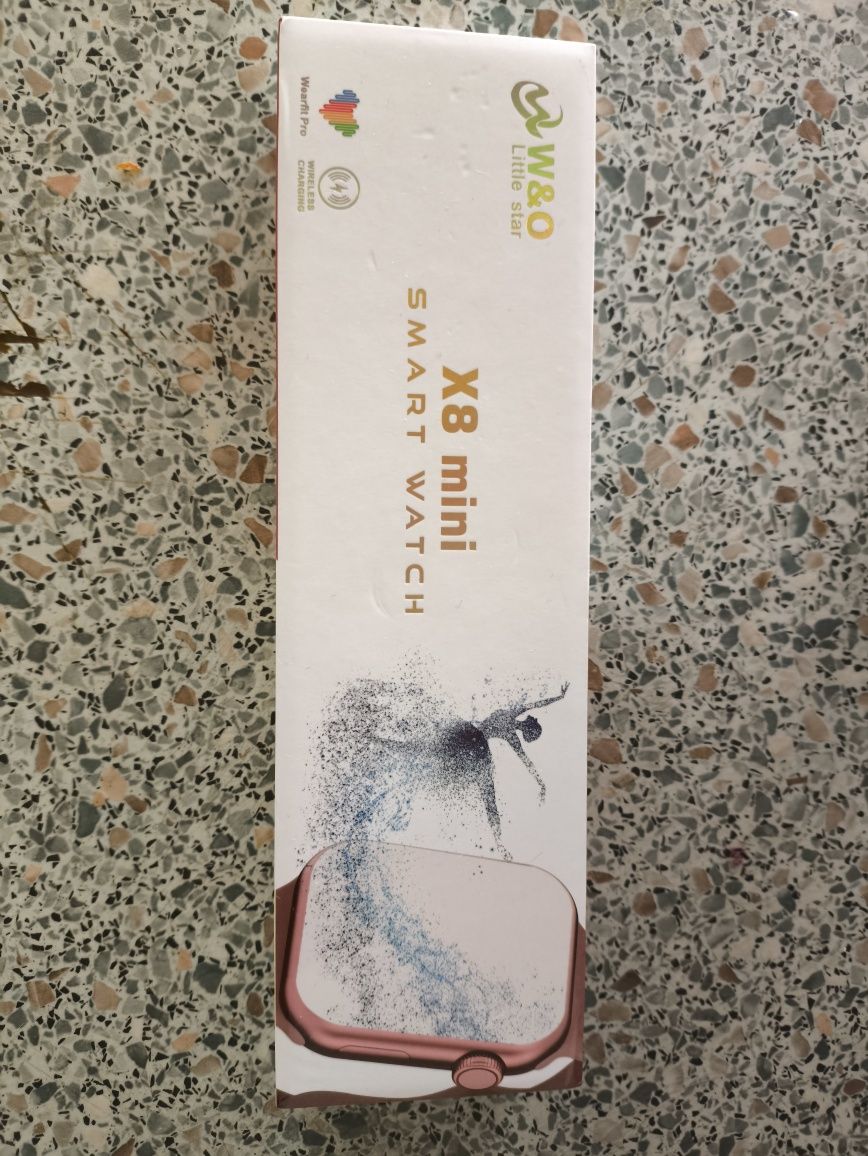 W&O
Little star
X8 mini
SMART WATCH
Wearfit Pro
WIRELESS
CHARGING